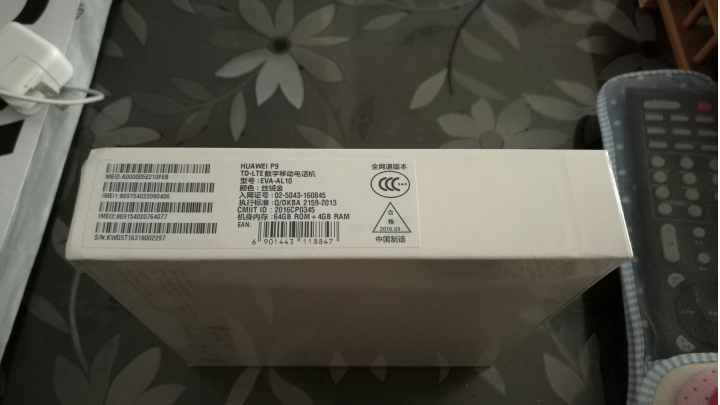 MEID:A000005E210FEB
IMEI1:869154022090406
IMEI2:869154020764077
S/N:KWG5T16318002297
HUAWEI P9
TD-LTE 数字移动电话机
型号:EVA-AL10
颜色:丝绒金
入网证号:02-5043-160845
执行标准:Q/DKBA 2159-2013
CMIIT ID:2016CP0345
机身内存:64GB ROM+4GB RAM
EAN:
6 901443 118847
全网通版本
CCC
合
格
2016.03
中国制造